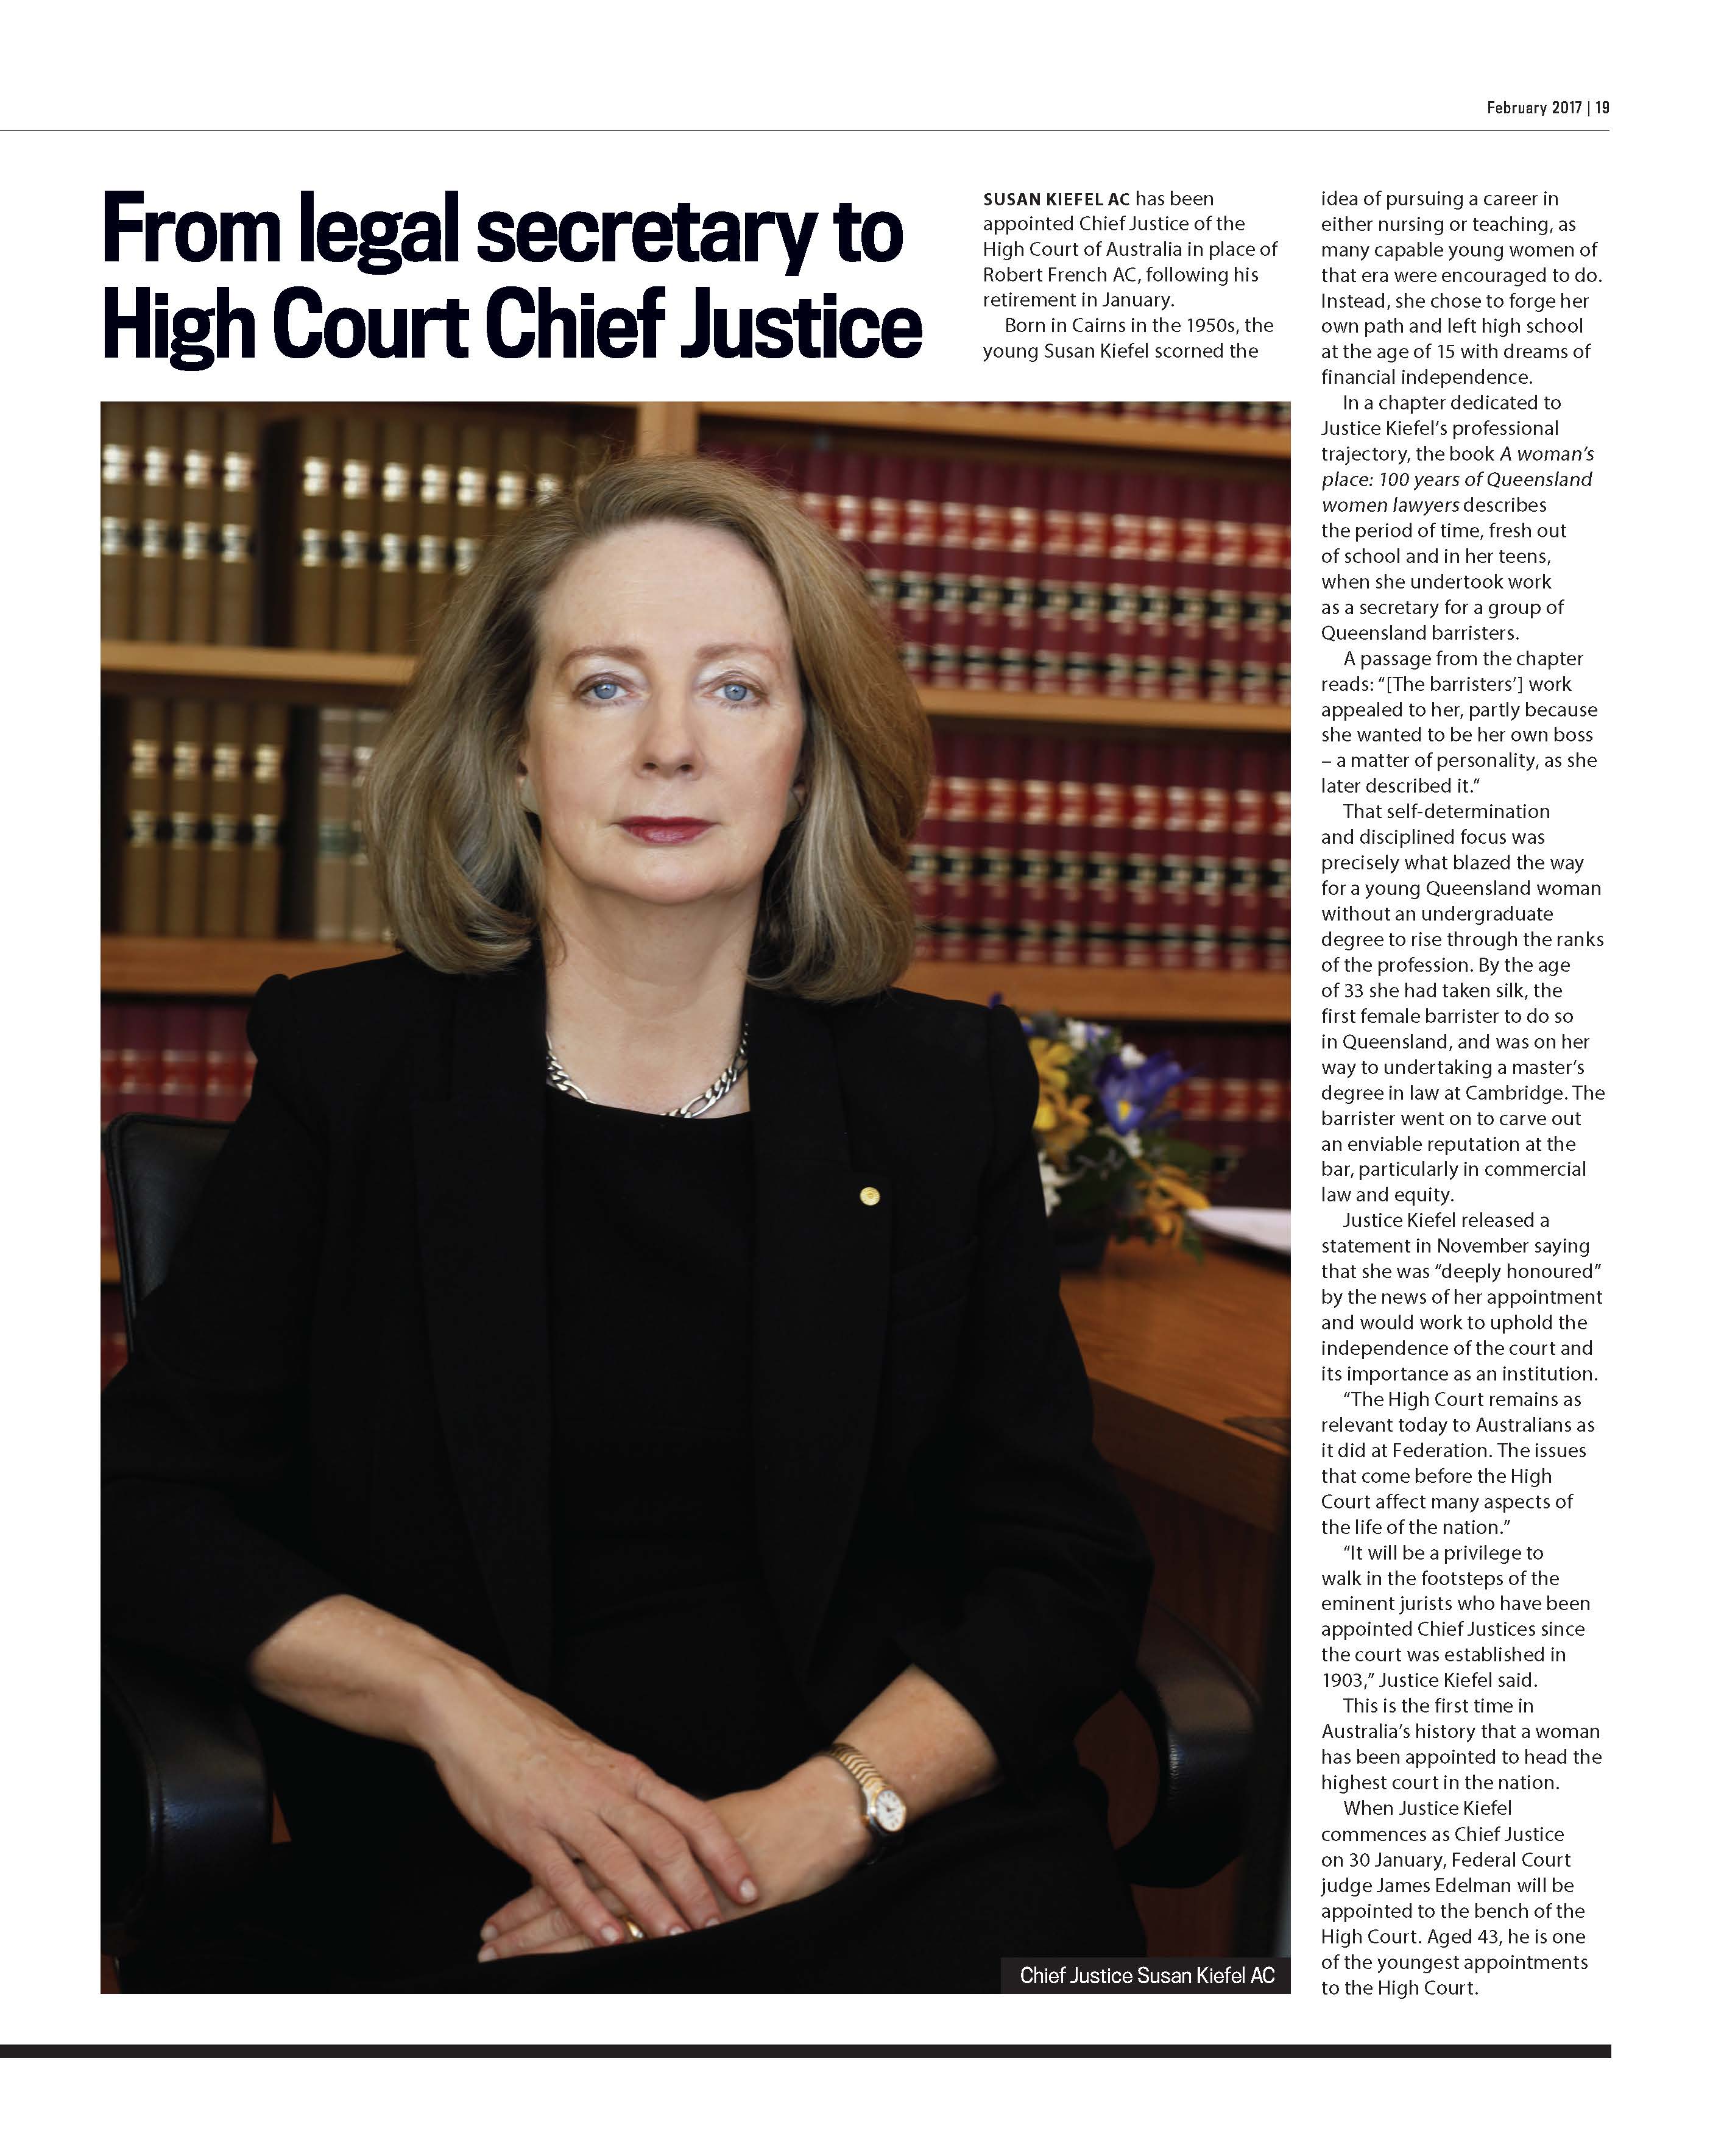 February 2017 | 19
From legal secretary to
High Court Chief Justice
SUSAN KIEFEL AC has been
appointed Chief Justice of the
High Court of Australia in place of
Robert French AC, following his
retirement in January.
Born in Cairns in the 1950s, the
young Susan Kiefel scorned the
idea of pursuing a career in
either nursing or teaching, as
many capable young women of
that era were encouraged to do.
Instead, she chose to forge her
own path and left high school
at the age of 15 with dreams of
financial independence.
In a chapter dedicated to
Justice Kiefel’s professional
trajectory, the book A woman’s
place: 100 years of Queensland
women lawyers describes
the period of time, fresh out
of school and in her teens,
when she undertook work
as a secretary for a group of
Queensland barristers.
A passage from the chapter
reads: “[The barristers’] work
appealed to her, partly because
she wanted to be her own boss
– a matter of personality, as she
later described it.”
That self-determination
and disciplined focus was
precisely what blazed the way
for a young Queensland woman
without an undergraduate
degree to rise through the ranks
of the profession. By the age
of 33 she had taken silk, the
first female barrister to do so
in Queensland, and was on her
way to undertaking a master’s
degree in law at Cambridge. The
barrister went on to carve out
an enviable reputation at the
bar, particularly in commercial
law and equity.
Justice Kiefel released a
statement in November saying
that she was “deeply honoured”
by the news of her appointment
and would work to uphold the
independence of the court and
its importance as an institution.
“The High Court remains as
relevant today to Australians as
it did at Federation. The issues
that come before the High
Court affect many aspects of
the life of the nation.”
“It will be a privilege to
walk in the footsteps of the
eminent jurists who have been
appointed Chief Justices since
the court was established in
1903,” Justice Kiefel said.
This is the first time in
Australia’s history that a woman
has been appointed to head the
highest court in the nation.
When Justice Kiefel
commences as Chief Justice
on 30 January, Federal Court
judge James Edelman will be
appointed to the bench of the
High Court. Aged 43, he is one
of the youngest appointments
to the High Court.
Chief Justice Susan Kiefel AC